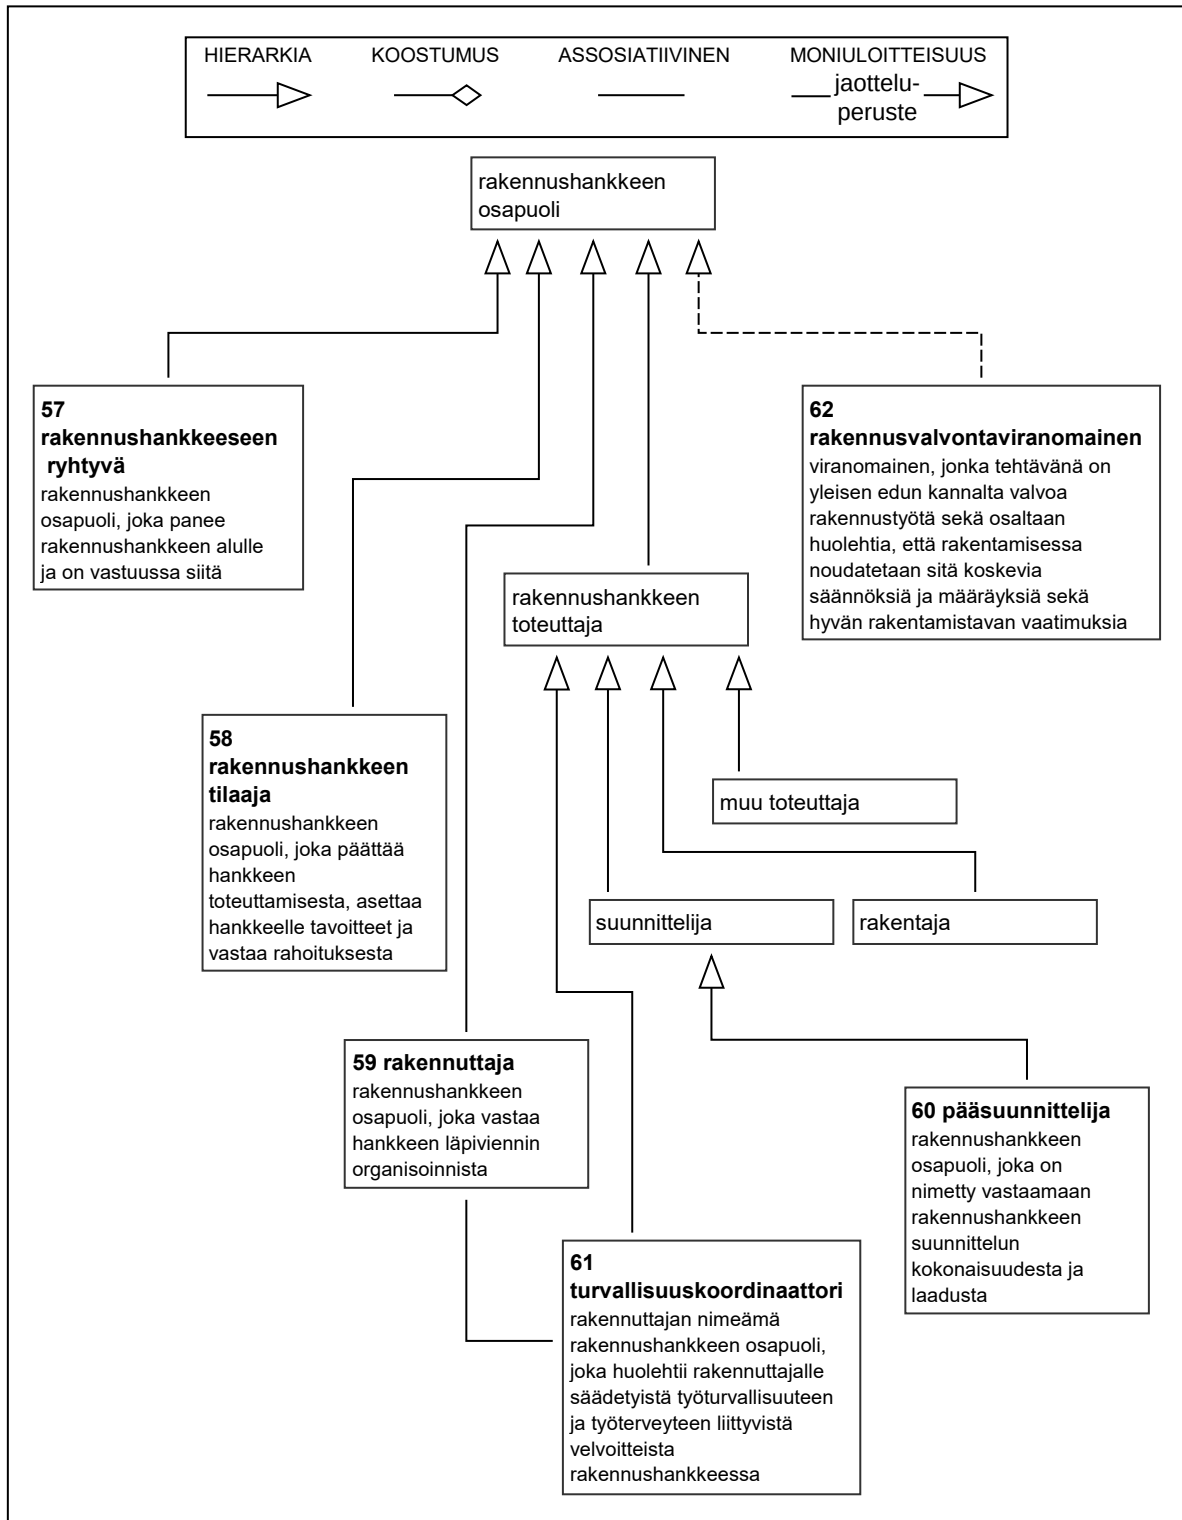 HIERARKIA
KOOSTUMUS
ASSOSIATIIVINEN
MONIULOITTEISUUS
jaottelu-
peruste
rakennushankkeen
osapuoli
57
rakennushankkeeseen
ryhtyvä
rakennushankkeen
osapuoli, joka panee
rakennushankkeen alulle
ja on vastuussa siitä
62
rakennusvalvontaviranomainen
viranomainen, jonka tehtävänä on
yleisen edun kannalta valvoa
rakennustyötä sekä osaltaan
huolehtia, että rakentamisessa
noudatetaan sitä koskevia
säännöksiä ja määräyksiä sekä
hyvän rakentamistavan vaatimuksia
rakennushankkeen
toteuttaja
58
rakennushankkeen
tilaaja
rakennushankkeen
osapuoli, joka päättää
hankkeen
toteuttamisesta, asettaa
hankkeelle tavoitteet ja
vastaa rahoituksesta
muu toteuttaja
suunnittelija
rakentaja
59 rakennuttaja
rakennushankkeen
osapuoli, joka vastaa
hankkeen läpiviennin
organisoinnista
60 pääsuunnittelija
rakennushankkeen
osapuoli, joka on
nimetty vastaamaan
rakennushankkeen
suunnittelun
kokonaisuudesta ja
laadusta
61
turvallisuuskoordinaattori
rakennuttajan nimeämä
rakennushankkeen osapuoli,
joka huolehtii rakennuttajalle
säädetyistä työturvallisuuteen
ja työterveyteen liittyvistä
velvoitteista
rakennushankkeessa